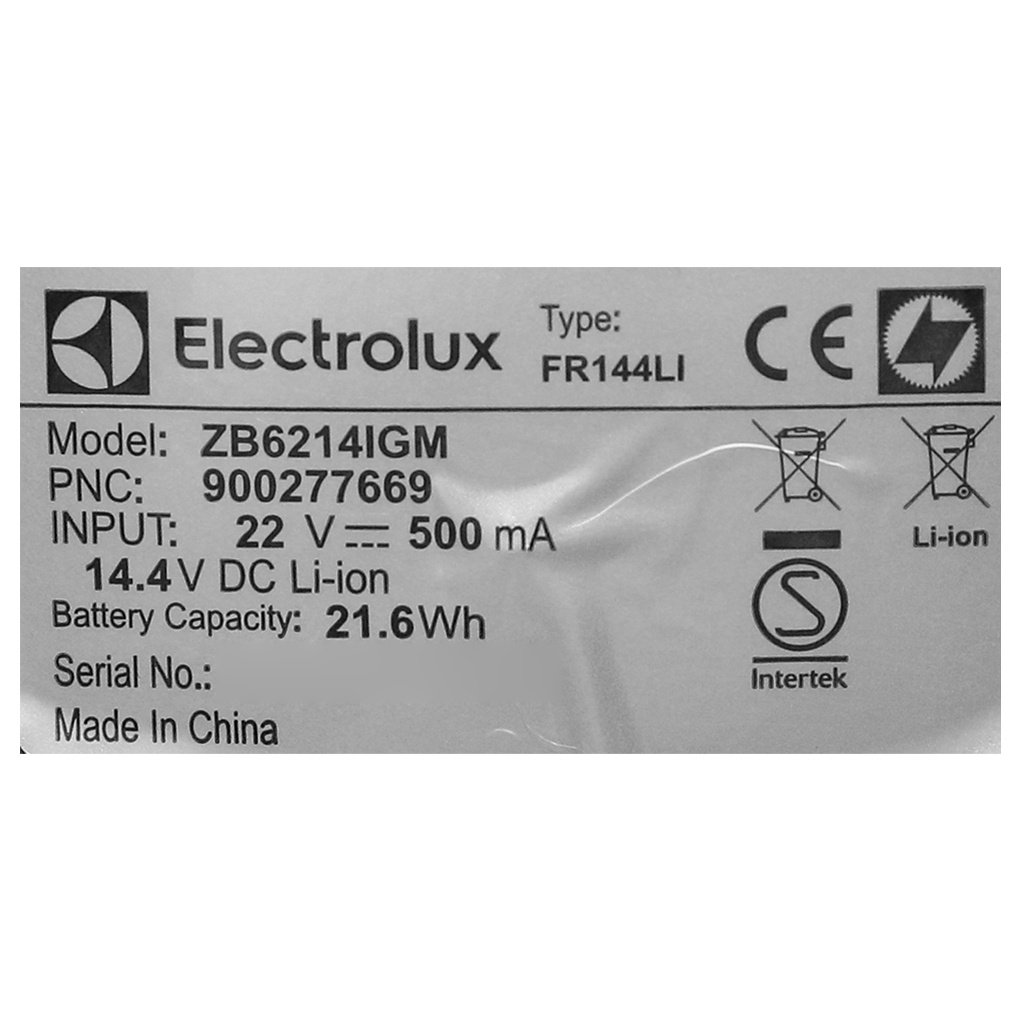 Electrolux
Type:
FR144LI
CE
Model: ZB6214IGM
PNC: 900277669
INPUT: 22 V 500 mA
14.4V DC Li-ion
Battery Capacity: 21.6Wh
Serial No.:
Made In China
Li-ion
S
Intertek